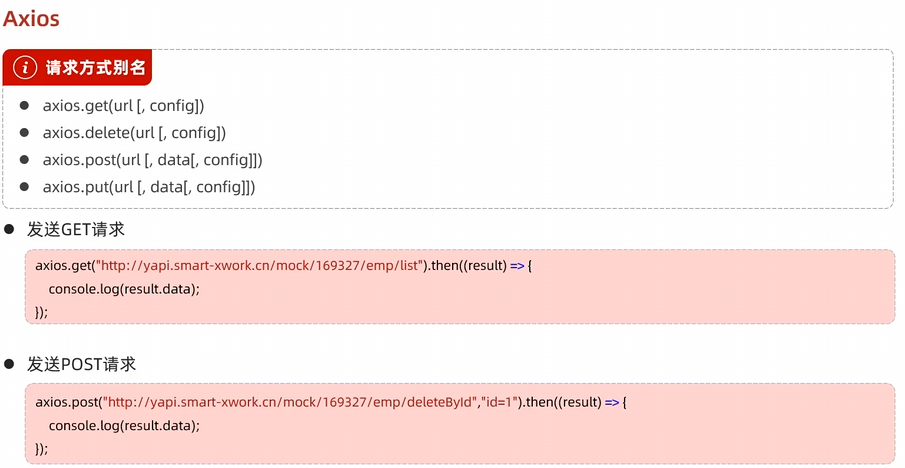 Axios
请求方式别名
axios.get(url [, config])
axios.delete(url [, config])
axios.post(url [, data[, config]])
axios.put(url [, data[, config]])
发送GET请求
axios.get("http://yapi.smart-xwork.cn/mock/169327/emp/list").then((result) => {
console.log(result.data);
});
发送POST请求
axios.post("http://yapi.smart-xwork.cn/mock/169327/emp/deleteById","id=1").then((result) => {
console.log(result.data);
});